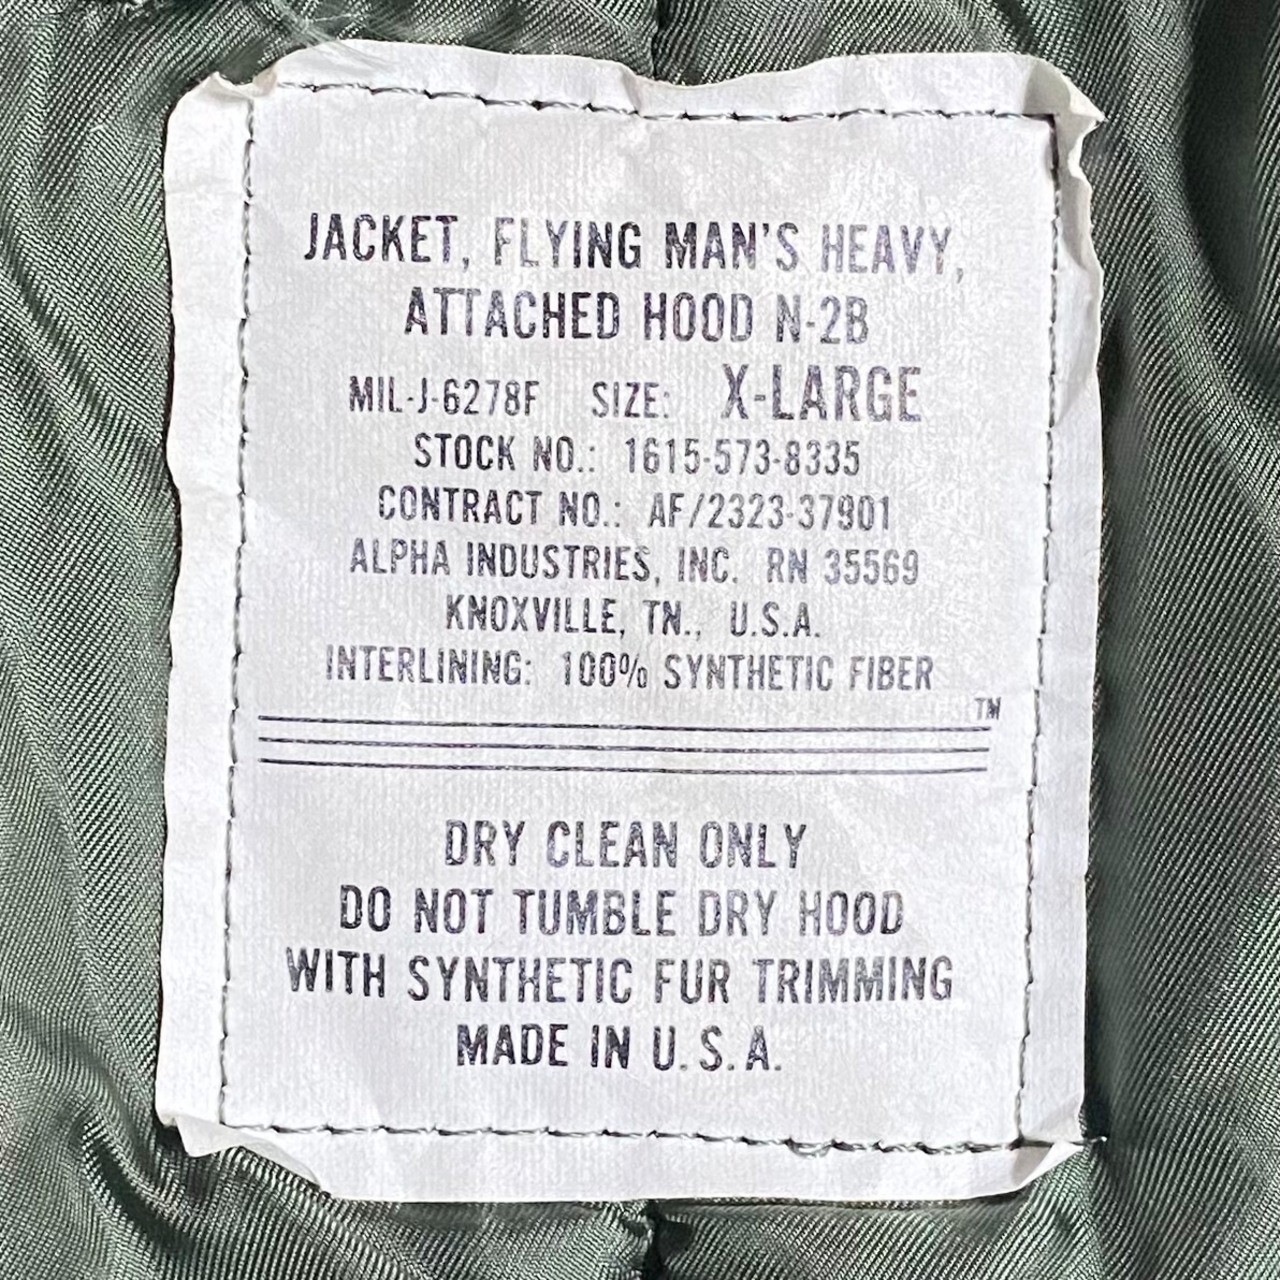 JACKET, FLYING MAN'S HEAVY,
ATTACHED HOOD N-2B
MIL-J-6278F SIZE: X-LARGE
STOCK NO.: 1615-573-8335
CONTRACT NO.: AF/2323-37901
ALPHA INDUSTRIES, INC. RN 35569
KNOXVILLE, TN., U.S.A.
INTERLINING: 100% SYNTHETIC FIBER
TM
DRY CLEAN ONLY
DO NOT TUMBLE DRY HOOD
WITH SYNTHETIC FUR TRIMMING
MADE IN U.S.A.